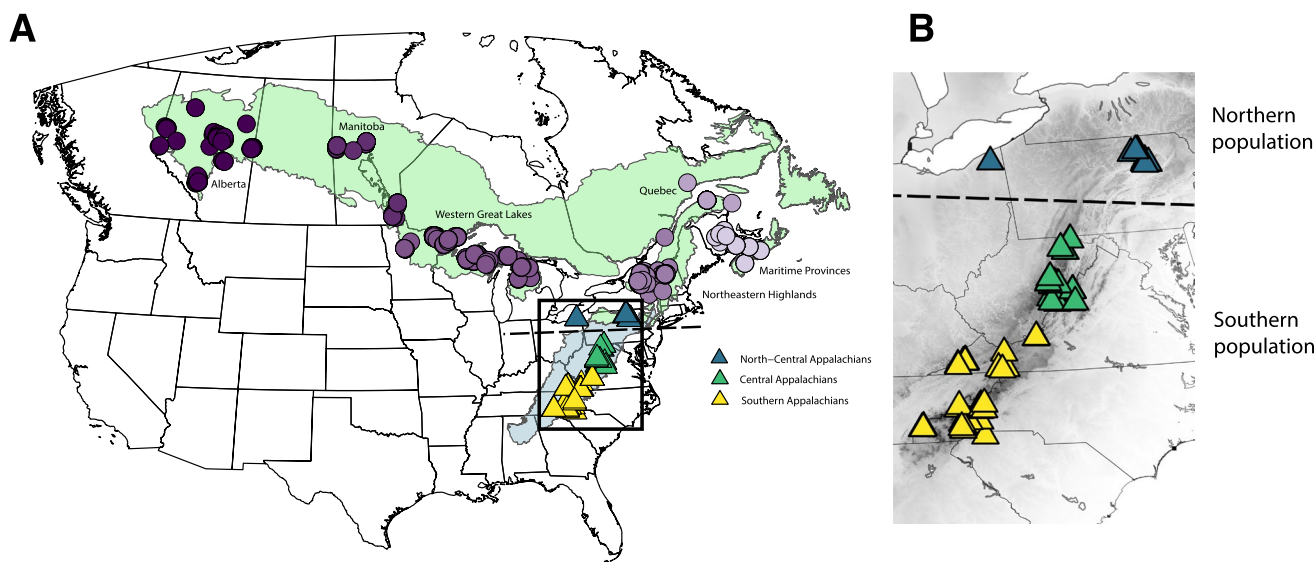 A
B
Manitoba
Alberta
Western Great Lakes
Quebec
Maritime Provinces
Northeastern Highlands
North–Central Appalachians
Central Appalachians
Southern Appalachians
Northern
population
Southern
population